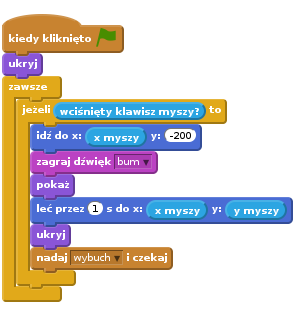 kiedy kliknięto
ukryj
zawsze
jeżeli wciśnięty klawisz myszy? to
idź do x: x myszy y: -200
zagraj dźwięk bum
pokaż
leć przez 1 s do x: x myszy y: y myszy
ukryj
nadaj wybuch i czekaj